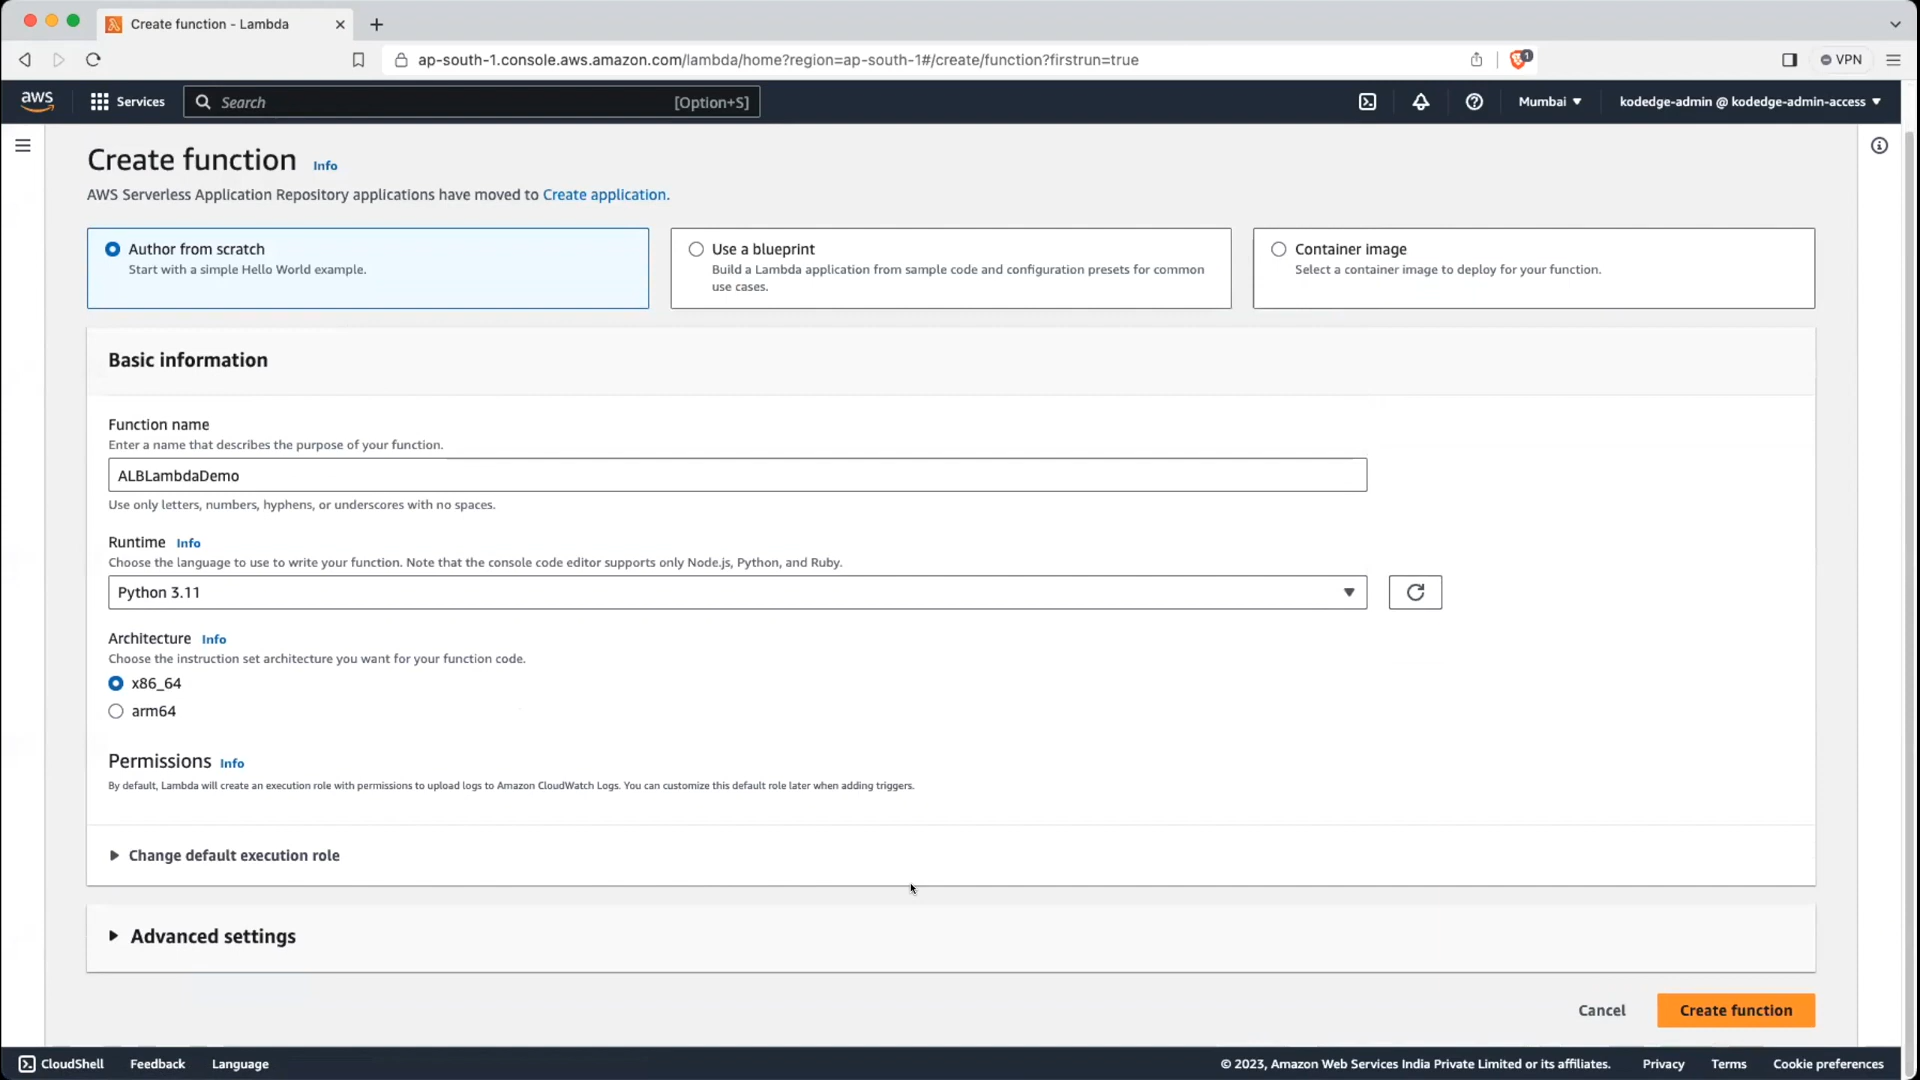 Create function - Lambda
ap-south-1.console.aws.amazon.com/lambda/home?region=ap-south-1#/create/function?firstrun=true
1
VPN
aws
Services
Search
[Option+S]
Mumbai
kodedge-admin @ kodedge-admin-access
Create function Info
AWS Serverless Application Repository applications have moved to Create application.
Author from scratch
Start with a simple Hello World example.
Use a blueprint
Build a Lambda application from sample code and configuration presets for common
use cases.
Container image
Select a container image to deploy for your function.
Basic information
Function name
Enter a name that describes the purpose of your function.
ALBLambdaDemo
Use only letters, numbers, hyphens, or underscores with no spaces.
Runtime Info
Choose the language to use to write your function. Note that the console code editor supports only Node.js, Python, and Ruby.
Python 3.11
Architecture Info
Choose the instruction set architecture you want for your function code.
x86_64
arm64
Permissions Info
By default, Lambda will create an execution role with permissions to upload logs to Amazon CloudWatch Logs. You can customize this default role later when adding triggers.
Change default execution role
Advanced settings
Cancel
Create function
CloudShell
Feedback
Language
© 2023, Amazon Web Services India Private Limited or its affiliates.
Privacy
Terms
Cookie preferences